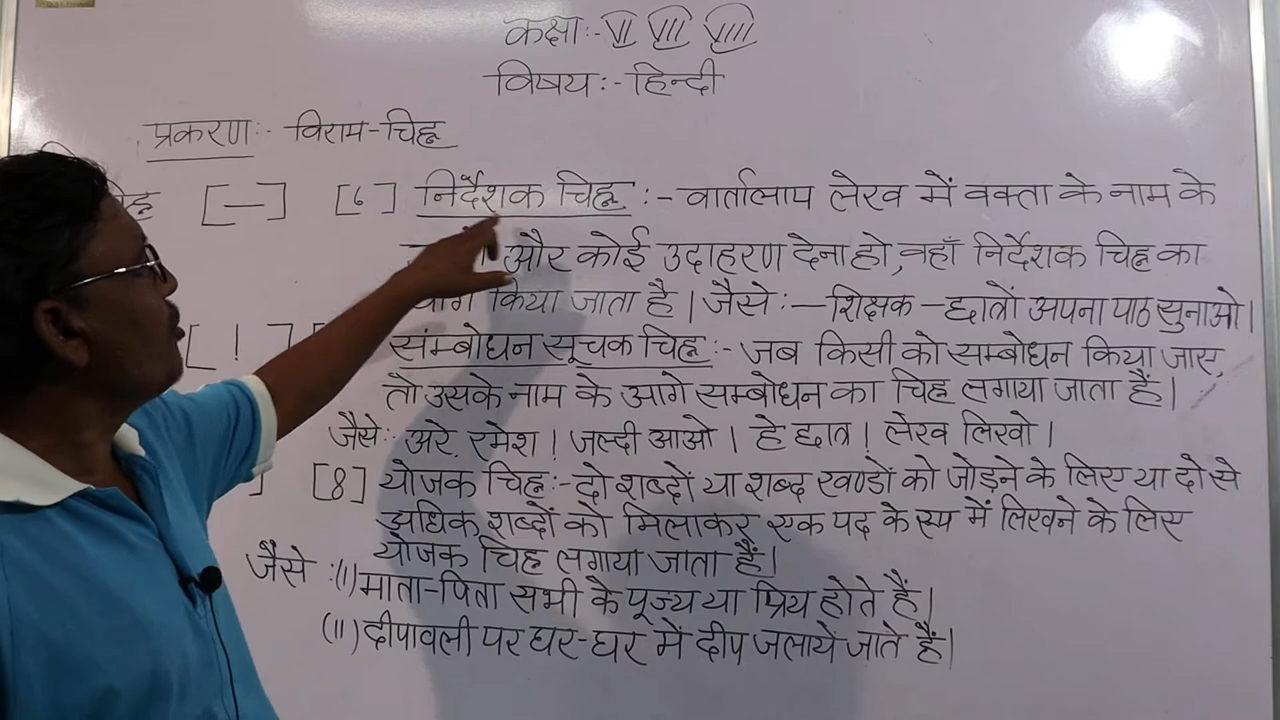 कक्षा:- VI VII VIII
विषय:- हिन्दी
प्रकरण:- विराम-चिह्न
[—] [6] निर्देशक चिह्न :- वार्तालाप लेख में वक्ता के नाम के
और कोई उदाहरण देना हो, वहाँ निर्देशक चिह्न का
किया जाता है। जैसे:—शिक्षक—छात्रों अपना पाठ सुनाओ।
[ ! ] संम्बोधन सूचक चिह्न:- जब किसी को सम्बोधन किया जाए,
तो उसके नाम के आगे सम्बोधन का चिह्न लगाया जाता हैं।
जैसे: अरे. रमेश! जल्दी आओ। हे छात्र! लेख लिखो।
] [8] योजक चिह्न:- दो शब्दों या शब्द खण्डों को जोड़ने के लिए या दो से
अधिक शब्दों को मिलाकर एक पद के रूप में लिखने के लिए
योजक चिह्न लगाया जाता हैं।
जैसे :(I) माता-पिता सभी के पूज्य या प्रिय होते हैं।
(II) दीपावली पर घर-घर में दीप जलायें जाते हैं।